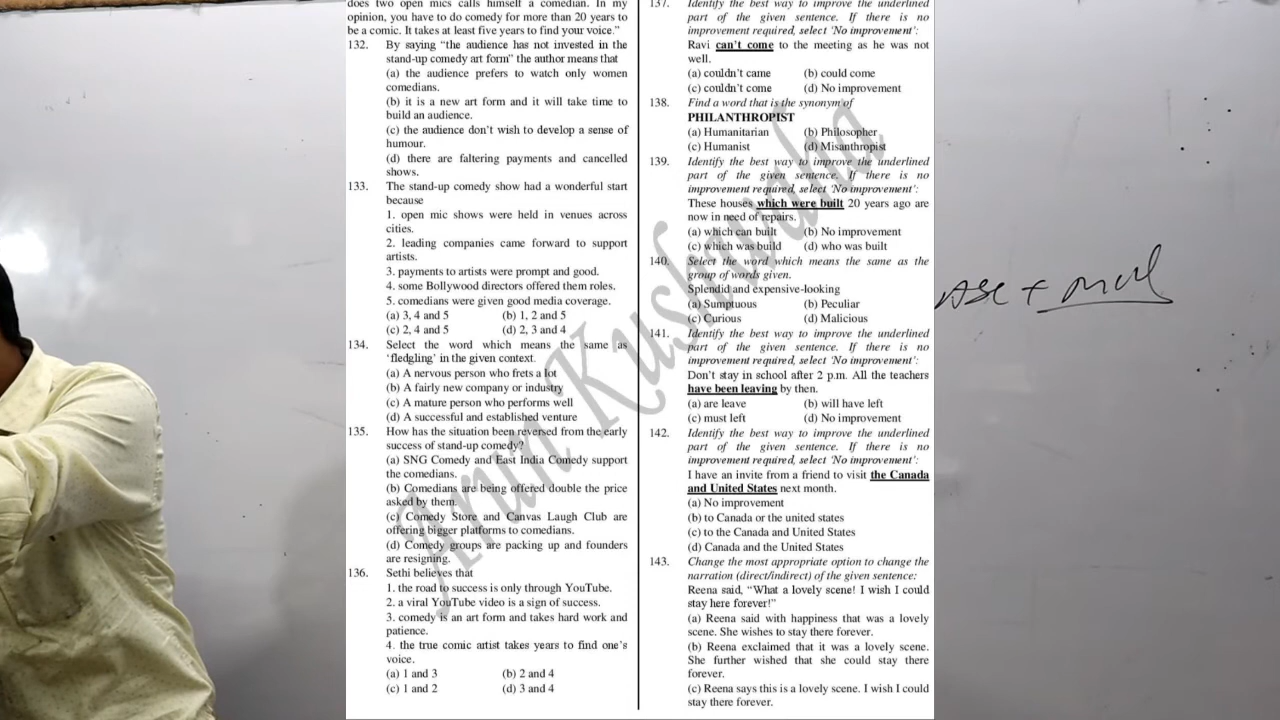 does two open mics calls himself a comedian. In my
opinion, you have to do comedy for more than 20 years to
be a comic. It takes at least five years to find your voice."
132. By saying "the audience has not invested in the
stand-up comedy art form" the author means that
(a) the audience prefers to watch only women
comedians.
(b) it is a new art form and it will take time to
build an audience.
(c) the audience don't wish to develop a sense of
humour.
(d) there are faltering payments and cancelled
shows.
133. The stand-up comedy show had a wonderful start
because
1. open mic shows were held in venues across
cities.
2. leading companies came forward to support
artists.
3. payments to artists were prompt and good.
4. some Bollywood directors offered them roles.
5. comedians were given good media coverage.
(a) 3, 4 and 5 (b) 1, 2 and 5
(c) 2, 4 and 5 (d) 2, 3 and 4
134. Select the word which means the same as
'fledgling' in the given context.
(a) A nervous person who frets a lot
(b) A fairly new company or industry
(c) A mature person who performs well
(d) A successful and established venture
135. How has the situation been reversed from the early
success of stand-up comedy?
(a) SNG Comedy and East India Comedy support
the comedians.
(b) Comedians are being offered double the price
asked by them.
(c) Comedy Store and Canvas Laugh Club are
offering bigger platforms to comedians.
(d) Comedy groups are packing up and founders
are resigning.
136. Sethi believes that
1. the road to success is only through YouTube.
2. a viral YouTube video is a sign of success.
3. comedy is an art form and takes hard work and
patience.
4. the true comic artist takes years to find one's
voice.
(a) 1 and 3 (b) 2 and 4
(c) 1 and 2 (d) 3 and 4
137. Identify the best way to improve the underlined
part of the given sentence. If there is no
improvement required, select 'No improvement':
Ravi can't come to the meeting as he was not
well.
(a) couldn't came (b) could come
(c) couldn't come (d) No improvement
138. Find a word that is the synonym of
PHILANTHROPIST
(a) Humanitarian (b) Philosopher
(c) Humanist (d) Misanthropist
139. Identify the best way to improve the underlined
part of the given sentence. If there is no
improvement required, select 'No improvement':
These houses which were built 20 years ago are
now in need of repairs.
(a) which can built (b) No improvement
(c) which was build (d) who was built
140. Select the word which means the same as the
group of words given.
Splendid and expensive-looking
(a) Sumptuous (b) Peculiar
(c) Curious (d) Malicious
141. Identify the best way to improve the underlined
part of the given sentence. If there is no
improvement required, select 'No improvement':
Don't stay in school after 2 p.m. All the teachers
have been leaving by then.
(a) are leave (b) will have left
(c) must left (d) No improvement
142. Identify the best way to improve the underlined
part of the given sentence. If there is no
improvement required, select 'No improvement':
I have an invite from a friend to visit the Canada
and United States next month.
(a) No improvement
(b) to Canada or the united states
(c) to the Canada and United States
(d) Canada and the United States
143. Change the most appropriate option to change the
narration (direct/indirect) of the given sentence:
Reena said, "What a lovely scene! I wish I could
stay here forever!"
(a) Reena said with happiness that was a lovely
scene. She wishes to stay there forever.
(b) Reena exclaimed that it was a lovely scene.
She further wished that she could stay there
forever.
(c) Reena says this is a lovely scene. I wish I could
stay there forever.
Arun Kushwaha